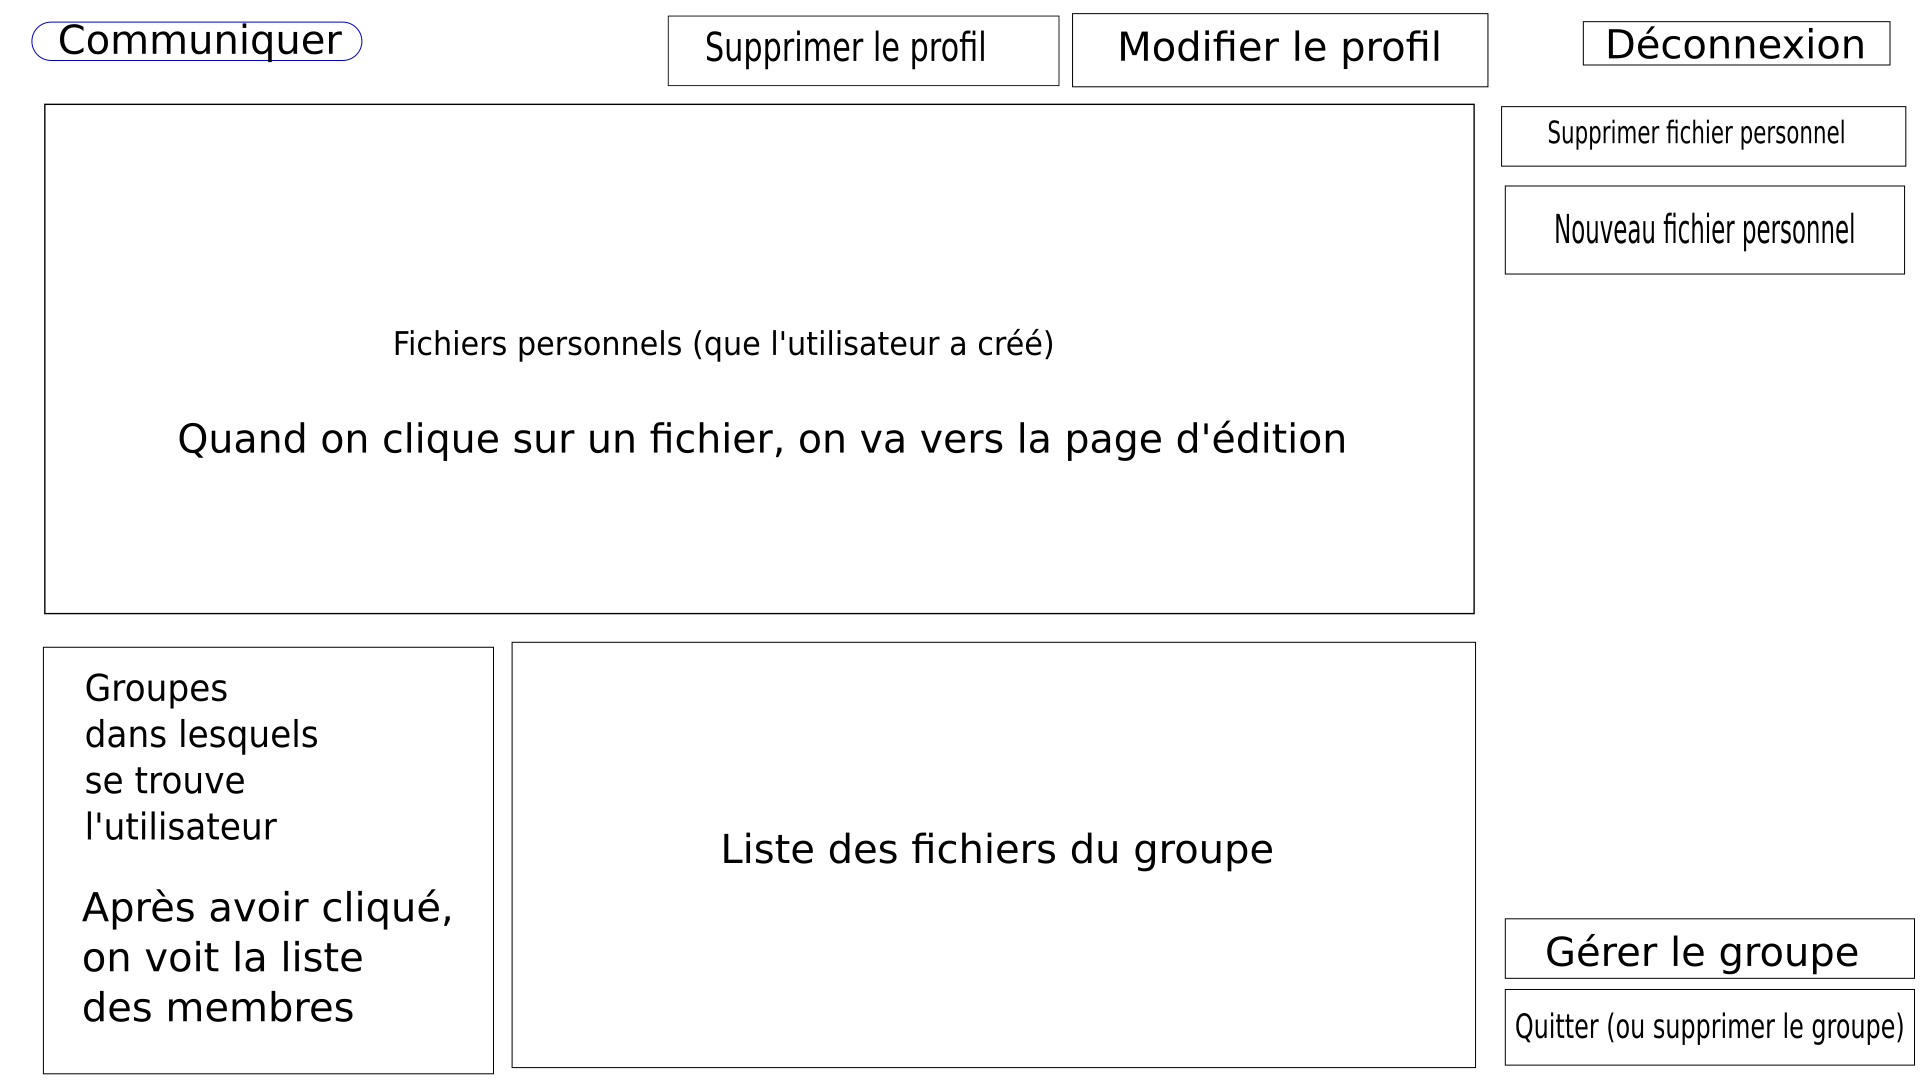 Communiquer
Supprimer le profil
Modifier le profil
Déconnexion
Supprimer fichier personnel
Nouveau fichier personnel
Fichiers personnels (que l'utilisateur a créé)
Quand on clique sur un fichier, on va vers la page d'édition
Groupes
dans lesquels
se trouve
l'utilisateur
Après avoir cliqué,
on voit la liste
des membres
Liste des fichiers du groupe
Gérer le groupe
Quitter (ou supprimer le groupe)